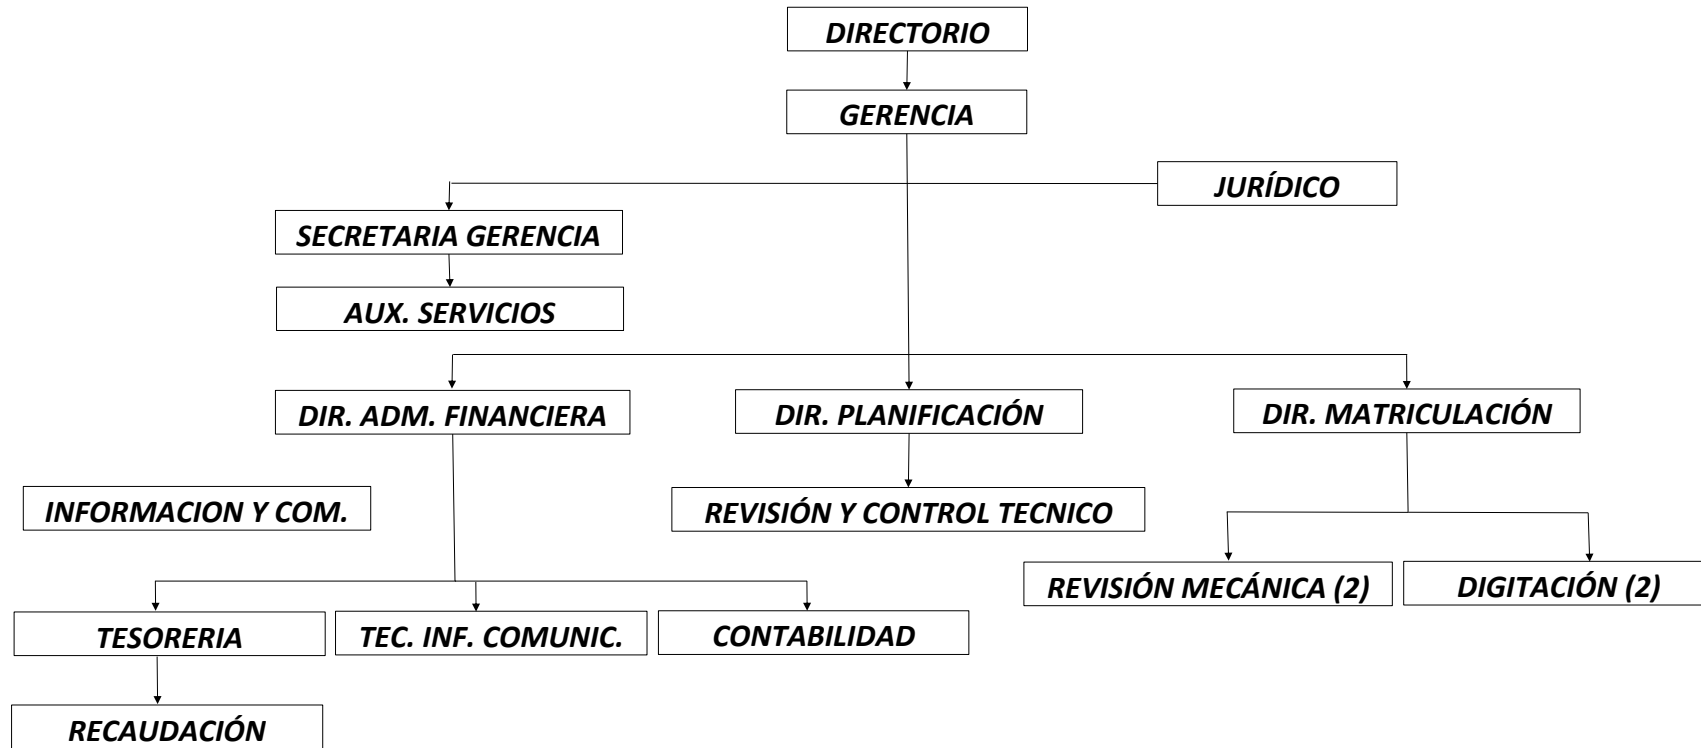 DIRECTORIO
GERENCIA
JURÍDICO
SECRETARIA GERENCIA
AUX. SERVICIOS
DIR. ADM. FINANCIERA
DIR. PLANIFICACIÓN
DIR. MATRICULACIÓN
INFORMACION Y COM.
REVISIÓN Y CONTROL TECNICO
REVISIÓN MECÁNICA (2)
DIGITACIÓN (2)
TESORERIA
TEC. INF. COMUNIC.
CONTABILIDAD
RECAUDACIÓN